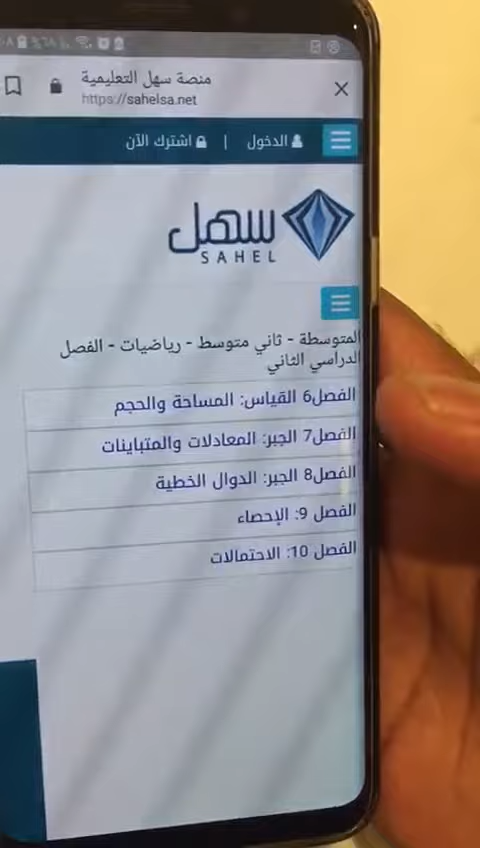 منصة سهل التعليمية
https://sahelsa.net
الدخول | اشترك الآن
سهل
SAHEL
المتوسطة - ثاني متوسط - رياضيات - الفصل
الدراسي الثاني
الفصل6 القياس: المساحة والحجم
الفصل7 الجبر: المعادلات والمتباينات
الفصل8 الجبر: الدوال الخطية
الفصل 9: الإحصاء
الفصل 10: الاحتمالات